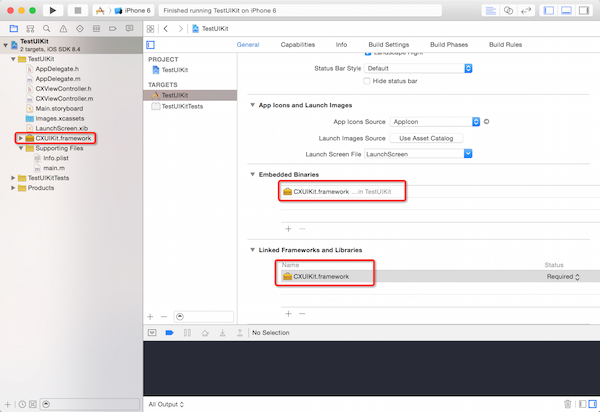 iPhone 6
Finished running TestUIKit on iPhone 6
TestUIKit
2 targets, iOS SDK 8.4
TestUIKit
AppDelegate.h
AppDelegate.m
CXViewController.h
CXViewController.m
Main.storyboard
Images.xcassets
LaunchScreen.xib
CXUIKit.framework
Supporting Files
Info.plist
main.m
TestUIKitTests
Products
TestUIKit
General
Capabilities
Info
Build Settings
Build Phases
Build Rules
PROJECT
TestUIKit
TARGETS
TestUIKit
TestUIKitTests
Landscape Right
Status Bar Style
Default
Hide status bar
App Icons and Launch Images
App Icons Source
AppIcon
Launch Images Source
Use Asset Catalog
Launch Screen File
LaunchScreen
Embedded Binaries
CXUIKit.framework ...in TestUIKit
Linked Frameworks and Libraries
Name
Status
CXUIKit.framework
Required
No Selection
All Output